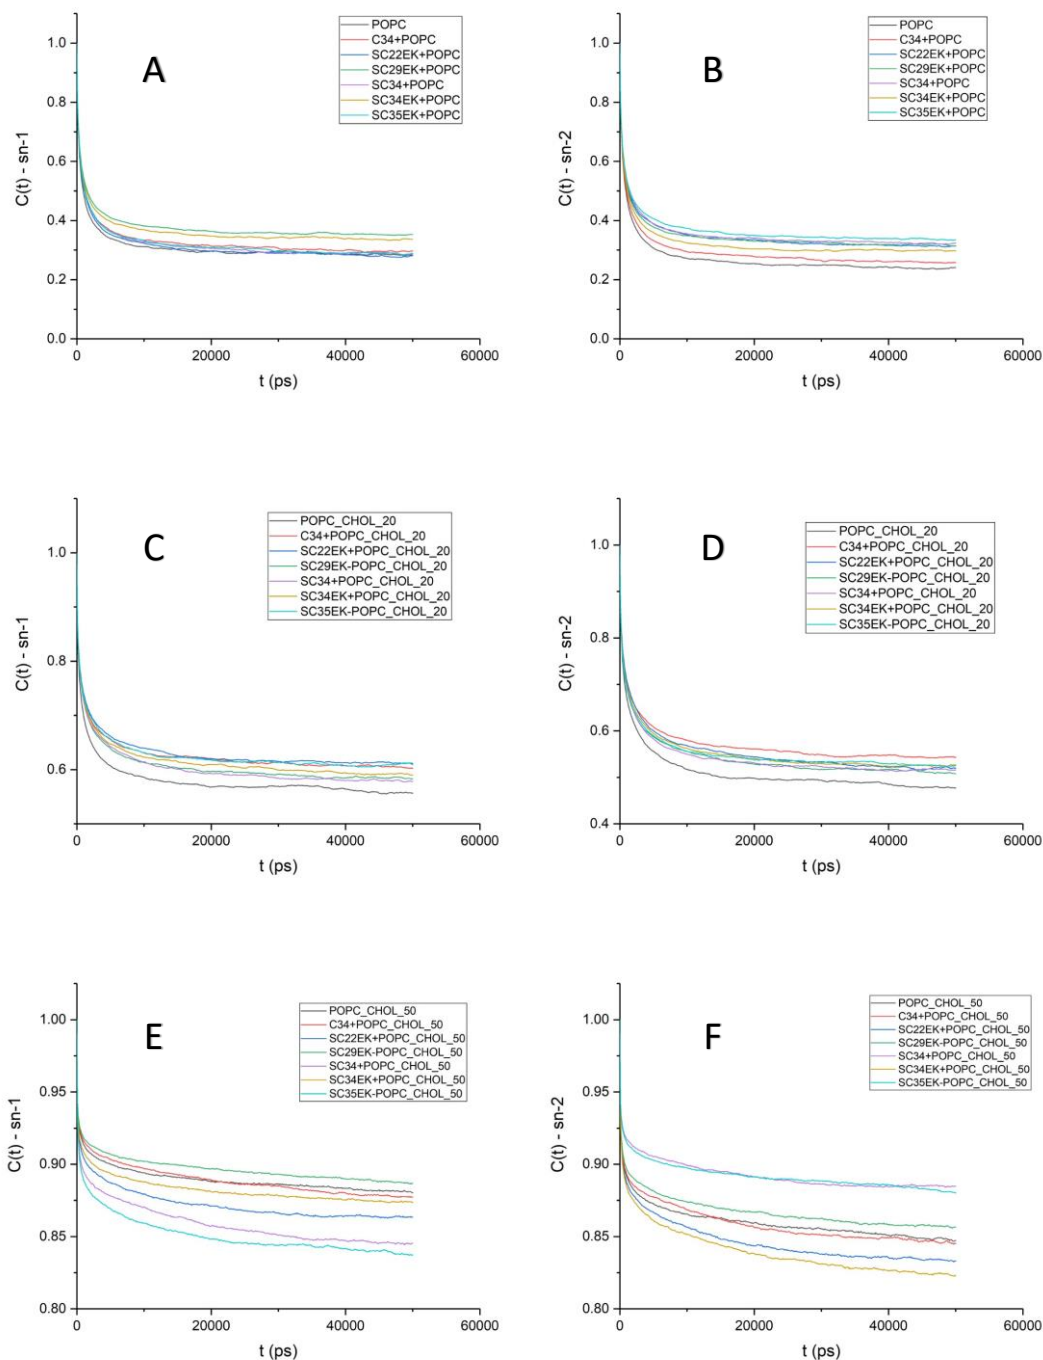 A
POPC
C34+POPC
SC22EK+POPC
SC29EK+POPC
SC34+POPC
SC34EK+POPC
SC35EK+POPC
C(t) - sn-1
1.0
0.8
0.6
0.4
0.2
0.0
0
20000
40000
60000
t (ps)
B
POPC
C34+POPC
SC22EK+POPC
SC29EK+POPC
SC34+POPC
SC34EK+POPC
SC35EK+POPC
C(t) - sn-2
1.0
0.8
0.6
0.4
0.2
0.0
0
20000
40000
60000
t (ps)
C
POPC_CHOL_20
C34+POPC_CHOL_20
SC22EK+POPC_CHOL_20
SC29EK-POPC_CHOL_20
SC34+POPC_CHOL_20
SC34EK+POPC_CHOL_20
SC35EK-POPC_CHOL_20
C(t) - sn-1
1.0
0.8
0.6
0
20000
40000
60000
t (ps)
D
POPC_CHOL_20
C34+POPC_CHOL_20
SC22EK+POPC_CHOL_20
SC29EK-POPC_CHOL_20
SC34+POPC_CHOL_20
SC34EK+POPC_CHOL_20
SC35EK-POPC_CHOL_20
C(t) - sn-2
1.0
0.8
0.6
0.4
0
20000
40000
60000
t (ps)
E
POPC_CHOL_50
C34+POPC_CHOL_50
SC22EK+POPC_CHOL_50
SC29EK-POPC_CHOL_50
SC34+POPC_CHOL_50
SC34EK+POPC_CHOL_50
SC35EK-POPC_CHOL_50
C(t) - sn-1
1.00
0.95
0.90
0.85
0.80
0
20000
40000
60000
t (ps)
F
POPC_CHOL_50
C34+POPC_CHOL_50
SC22EK+POPC_CHOL_50
SC29EK-POPC_CHOL_50
SC34+POPC_CHOL_50
SC34EK+POPC_CHOL_50
SC35EK-POPC_CHOL_50
C(t) - sn-2
1.00
0.95
0.90
0.85
0.80
0
20000
40000
60000
t (ps)